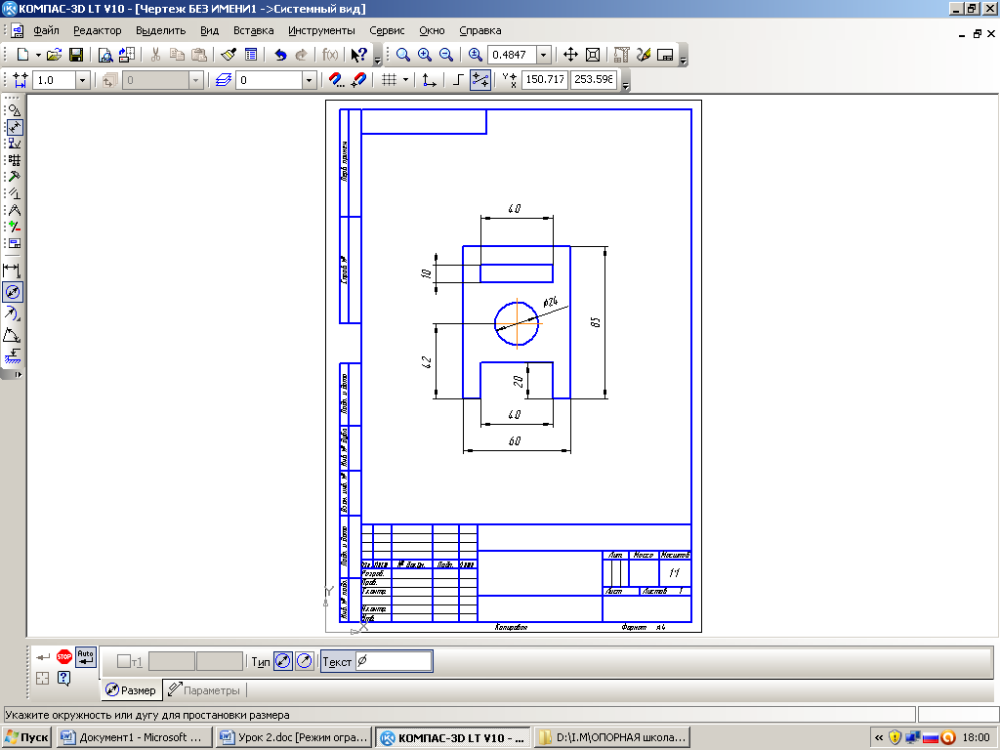 КОМПАС-3D LT V10 - [Чертеж БЕЗ ИМЕНИ1 ->Системный вид]
Файл Редактор Выделить Вид Вставка Инструменты Сервис Окно Справка
0.4847
1.0 0 0 150.717 253.598
Перв. примен.
Справ. №
40
10
⌀24
85
42
20
40
60
Подп. и дата
Инв. № дубл.
Взам. инв. №
Подп. и дата
Инв. № подл.
Изм. Лист № докум. Подп. Дата
Разраб.
Пров.
Т.контр.
Н.контр.
Утв.
Лит. Масса Масштаб
1:1
Лист Листов 1
Копировал Формат A4
Y
X
STOP Auto т1 Тип Текст ⌀
Размер Параметры
Укажите окружность или дугу для простановки размера
Пуск Документ1 - Microsoft ... Урок 2.doc [Режим огра... КОМПАС-3D LT V10 - ... D:\I.M\ОПОРНАЯ школа... « 18:00